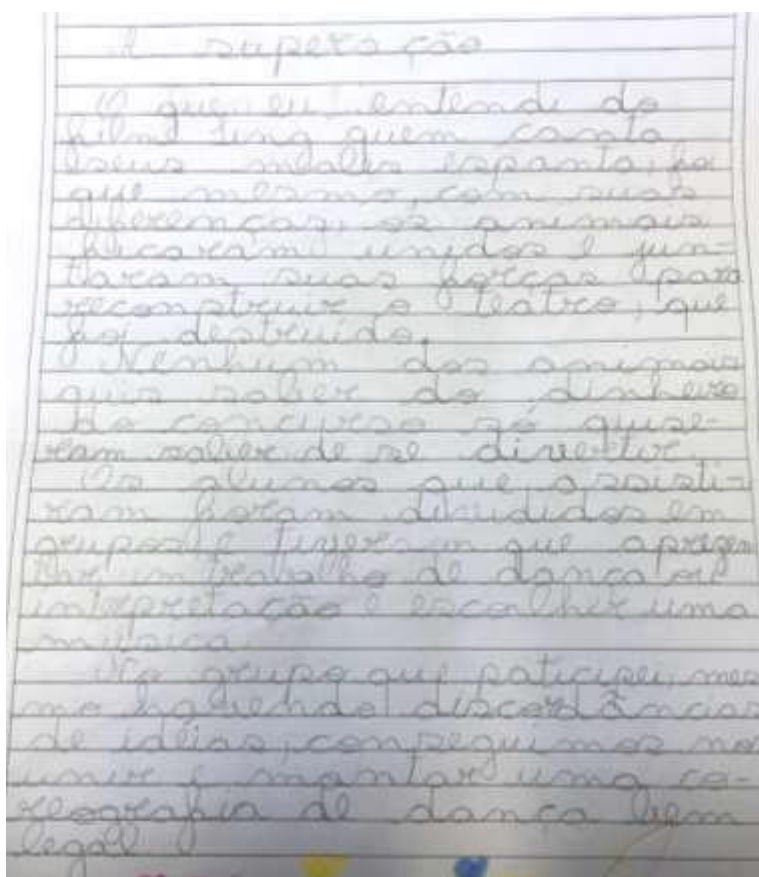 A superação
O que eu entendi do
filme Sing quem canta
seus males espanta, foi
que mesmo, com suas
diferenças, os animais
ficaram unidos e jun-
taram suas forças para
reconstruir o teatro, que
foi destruído.
Nenhum dos animais
quis saber do dinheiro
do concurso só quise-
ram saber de se divertir
Os alunos que assisti-
ram foram divididos em
grupos e tiveram que aprezen
tar um trabalho de dança ou
interpretação e escolher uma
música
No grupo que paticipei, mes
mo havendo discordâncias
de idéias, conseguimos nos
unir e montar uma co-
reografia de dança bem
legal